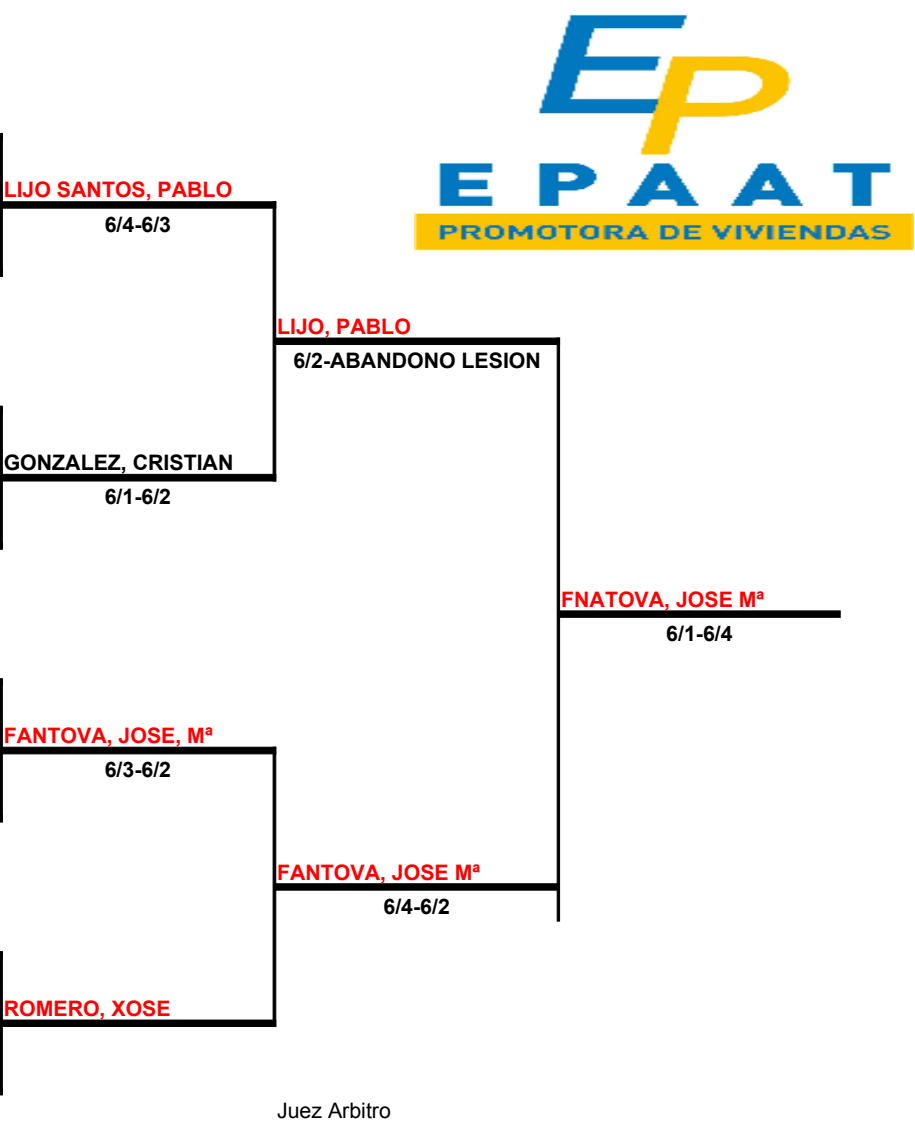 EP
EPAAT
PROMOTORA DE VIVIENDAS
LIJO SANTOS, PABLO
6/4-6/3
LIJO, PABLO
6/2-ABANDONO LESION
GONZALEZ, CRISTIAN
6/1-6/2
FNATOVA, JOSE Mª
6/1-6/4
FANTOVA, JOSE, Mª
6/3-6/2
FANTOVA, JOSE Mª
6/4-6/2
ROMERO, XOSE
Juez Arbitro